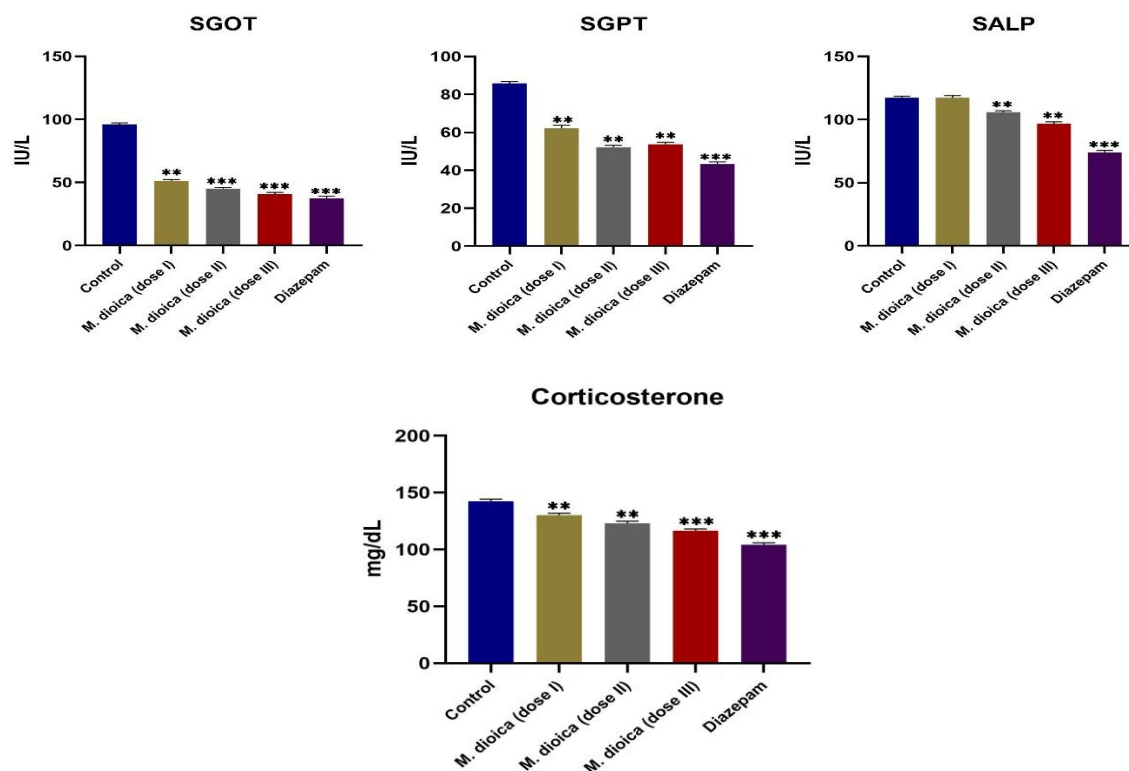 SGOT
150
100
50
0
IU/L
**
***
***
***
Control
M. dioica (dose I)
M. dioica (dose II)
M. dioica (dose III)
Diazepam
SGPT
100
80
60
40
20
0
IU/L
**
**
**
***
Control
M. dioica (dose I)
M. dioica (dose II)
M. dioica (dose III)
Diazepam
SALP
150
100
50
0
IU/L
**
**
***
Control
M. dioica (dose I)
M. dioica (dose II)
M. dioica (dose III)
Diazepam
Corticosterone
200
150
100
50
0
mg/dL
**
**
***
***
Control
M. dioica (dose I)
M. dioica (dose II)
M. dioica (dose III)
Diazepam